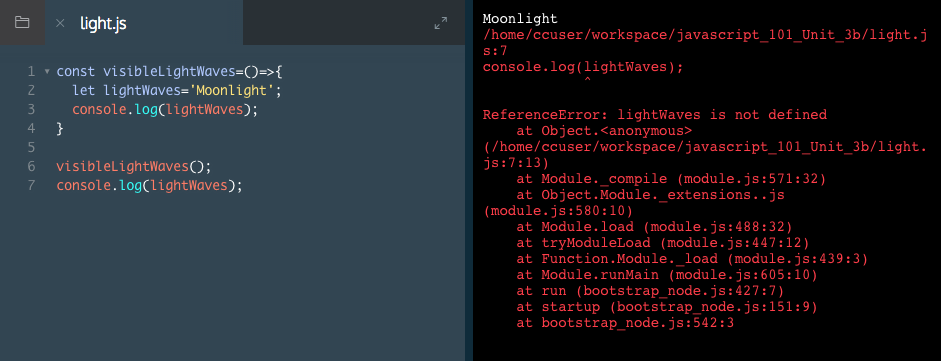 light.js
1 const visibleLightWaves=()=>{
2 let lightWaves='Moonlight';
3 console.log(lightWaves);
4 }
5
6 visibleLightWaves();
7 console.log(lightWaves);
Moonlight
/home/ccuser/workspace/javascript_101_Unit_3b/light.j
s:7
console.log(lightWaves);
^
ReferenceError: lightWaves is not defined
at Object.<anonymous>
(/home/ccuser/workspace/javascript_101_Unit_3b/light.
js:7:13)
at Module._compile (module.js:571:32)
at Object.Module._extensions..js
(module.js:580:10)
at Module.load (module.js:488:32)
at tryModuleLoad (module.js:447:12)
at Function.Module._load (module.js:439:3)
at Module.runMain (module.js:605:10)
at run (bootstrap_node.js:427:7)
at startup (bootstrap_node.js:151:9)
at bootstrap_node.js:542:3